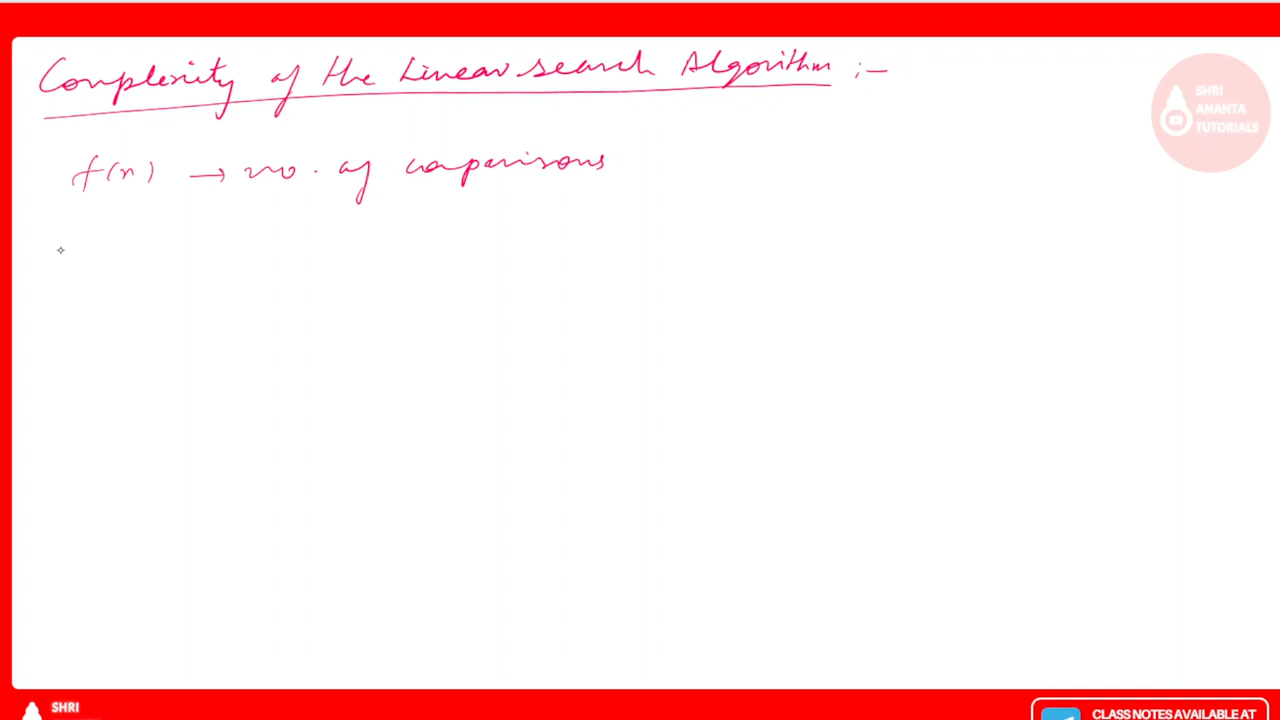 Complexity of the Linear search Algorithm :-
SHRI
ANANTA
TUTORIALS
f(n) → no. of comparisons
SHRI
CLASS NOTES AVAILABLE AT